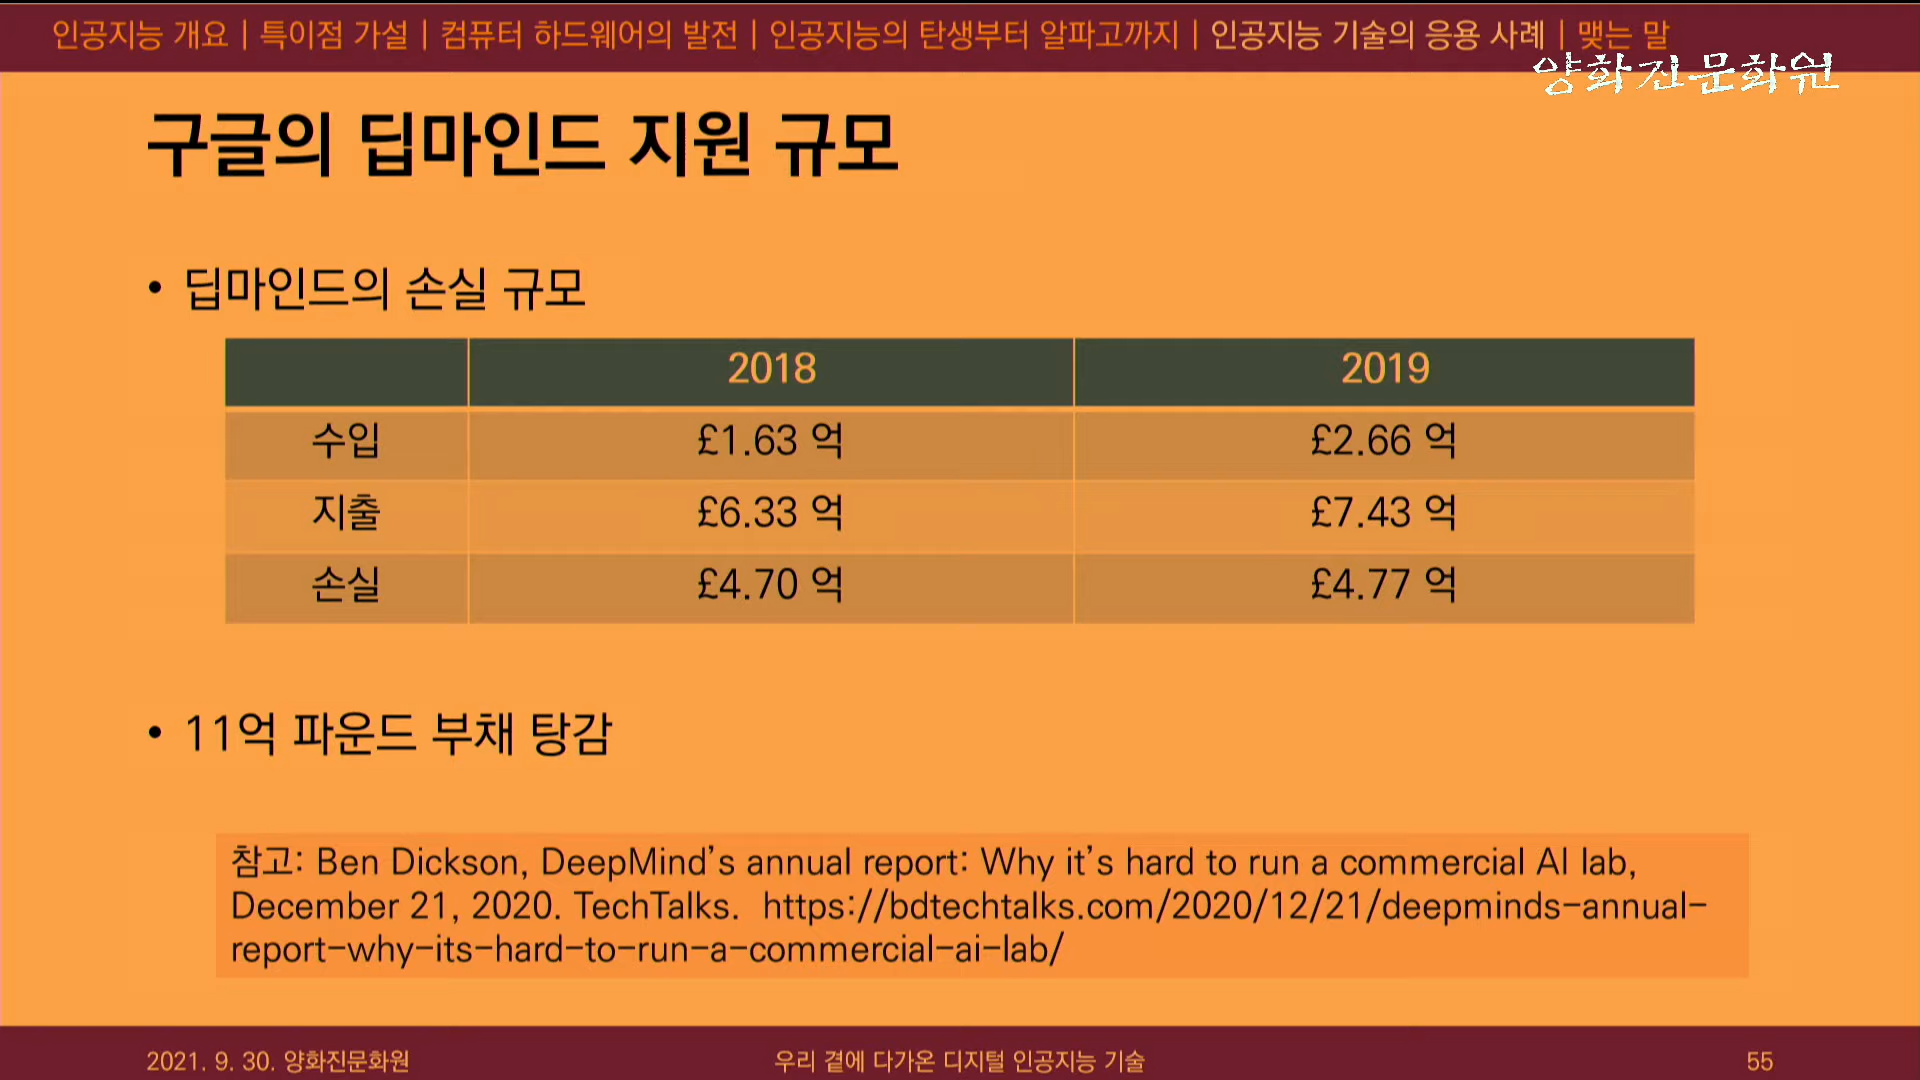 인공지능 개요 | 특이점 가설 | 컴퓨터 하드웨어의 발전 | 인공지능의 탄생부터 알파고까지 | 인공지능 기술의 응용 사례 | 맺는 말
양화진문화원
구글의 딥마인드 지원 규모
• 딥마인드의 손실 규모
2018 2019
수입 £1.63 억 £2.66 억
지출 £6.33 억 £7.43 억
손실 £4.70 억 £4.77 억
• 11억 파운드 부채 탕감
참고: Ben Dickson, DeepMind’s annual report: Why it’s hard to run a commercial AI lab,
December 21, 2020. TechTalks. https://bdtechtalks.com/2020/12/21/deepminds-annual-
report-why-its-hard-to-run-a-commercial-ai-lab/
2021. 9. 30. 양화진문화원 우리 곁에 다가온 디지털 인공지능 기술 55